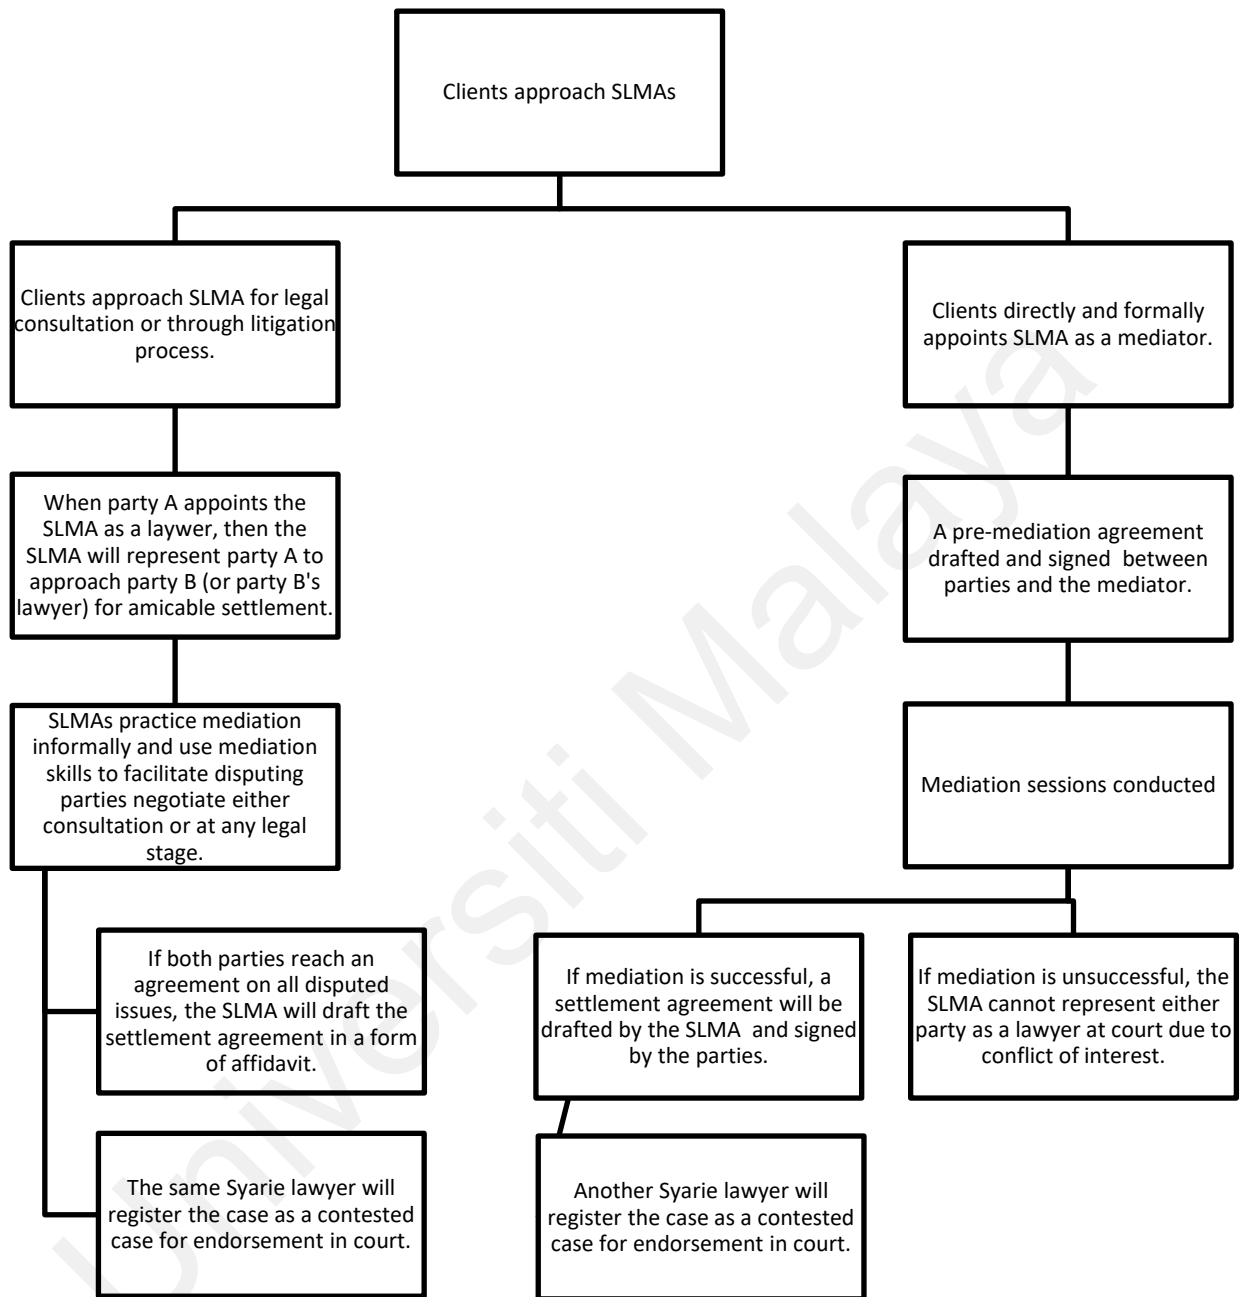 Clients approach SLMAs
Clients approach SLMA for legal
consultation or through litigation
process.
When party A appoints the
SLMA as a laywer, then the
SLMA will represent party A to
approach party B (or party B's
lawyer) for amicable settlement.
SLMAs practice mediation
informally and use mediation
skills to facilitate disputing
parties negotiate either
consultation or at any legal
stage.
If both parties reach an
agreement on all disputed
issues, the SLMA will draft the
settlement agreement in a form
of affidavit.
The same Syarie lawyer will
register the case as a contested
case for endorsement in court.
Clients directly and formally
appoints SLMA as a mediator.
A pre-mediation agreement
drafted and signed between
parties and the mediator.
Mediation sessions conducted
If mediation is successful, a
settlement agreement will be
drafted by the SLMA and signed
by the parties.
Another Syarie lawyer will
register the case as a contested
case for endorsement in court.
If mediation is unsuccessful, the
SLMA cannot represent either
party as a lawyer at court due to
conflict of interest.
Universiti Malaya